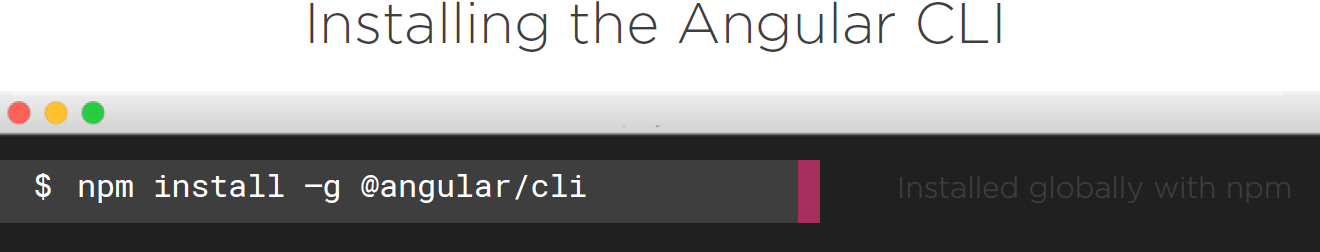 Installing the Angular CLI
$ npm install –g @angular/cli
Installed globally with npm